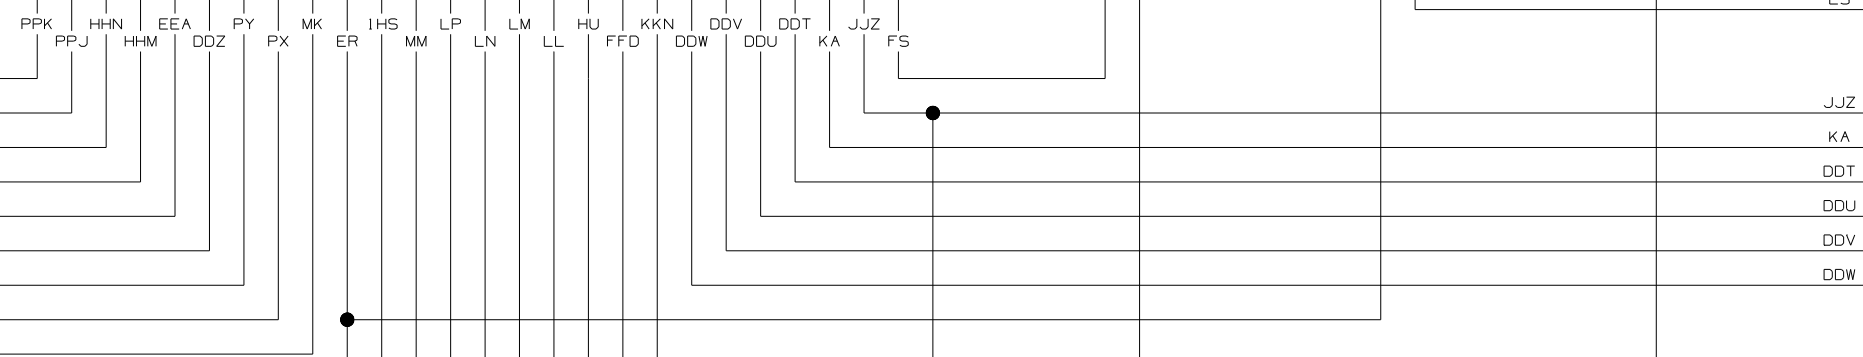 PPK HHN EEA PY MK IHS LP LM HU KKN DDV DDT JJZ
PPJ HHM DDZ PX ER MM LN LL FFD DDW DDU KA FS
JJZ
KA
DDT
DDU
DDV
DDW